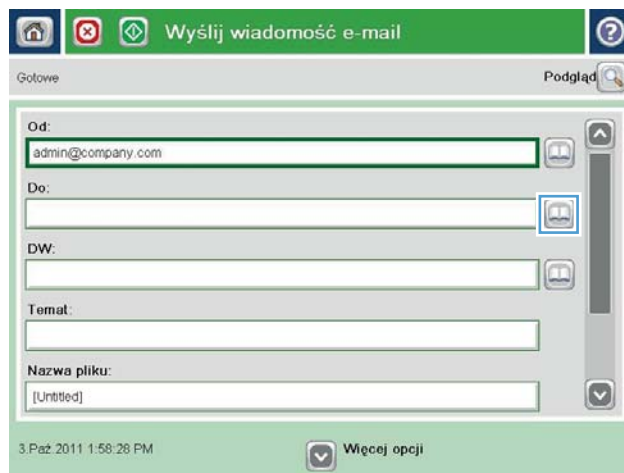 Wyślij wiadomość e-mail
Gotowe
Podgląd
Od:
admin@company.com
Do:
DW:
Temat:
Nazwa pliku:
[Untitled]
3.Paź.2011 1:58:28 PM
Więcej opcji